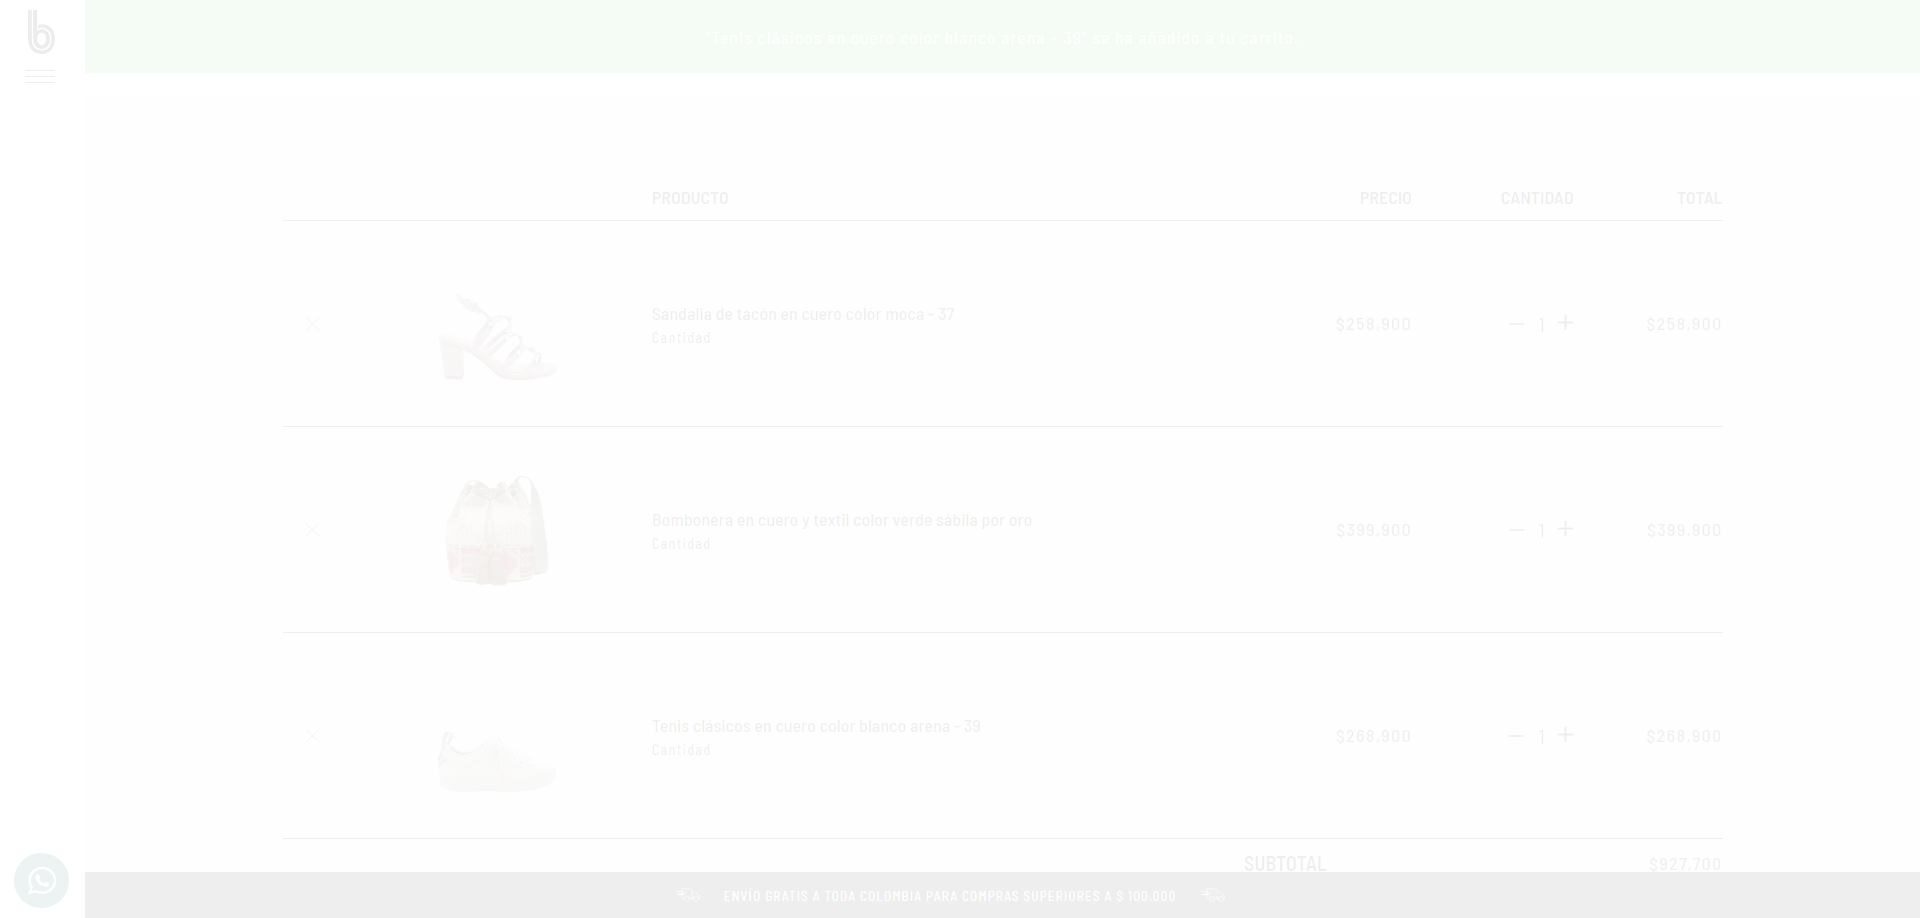 b
"Tenis clásicos en cuero color blanco arena - 39" se ha añadido a tu carrito.
PRODUCTO PRECIO CANTIDAD TOTAL
Sandalia de tacón en cuero color moca - 37
Cantidad
$258,900 — 1 + $258,900
Bombonera en cuero y textil color verde sábila por oro
Cantidad
$399,900 — 1 + $399,900
Tenis clásicos en cuero color blanco arena - 39
Cantidad
$268,900 — 1 + $268,900
SUBTOTAL $927,700
ENVÍO GRATIS A TODA COLOMBIA PARA COMPRAS SUPERIORES A $ 100.000